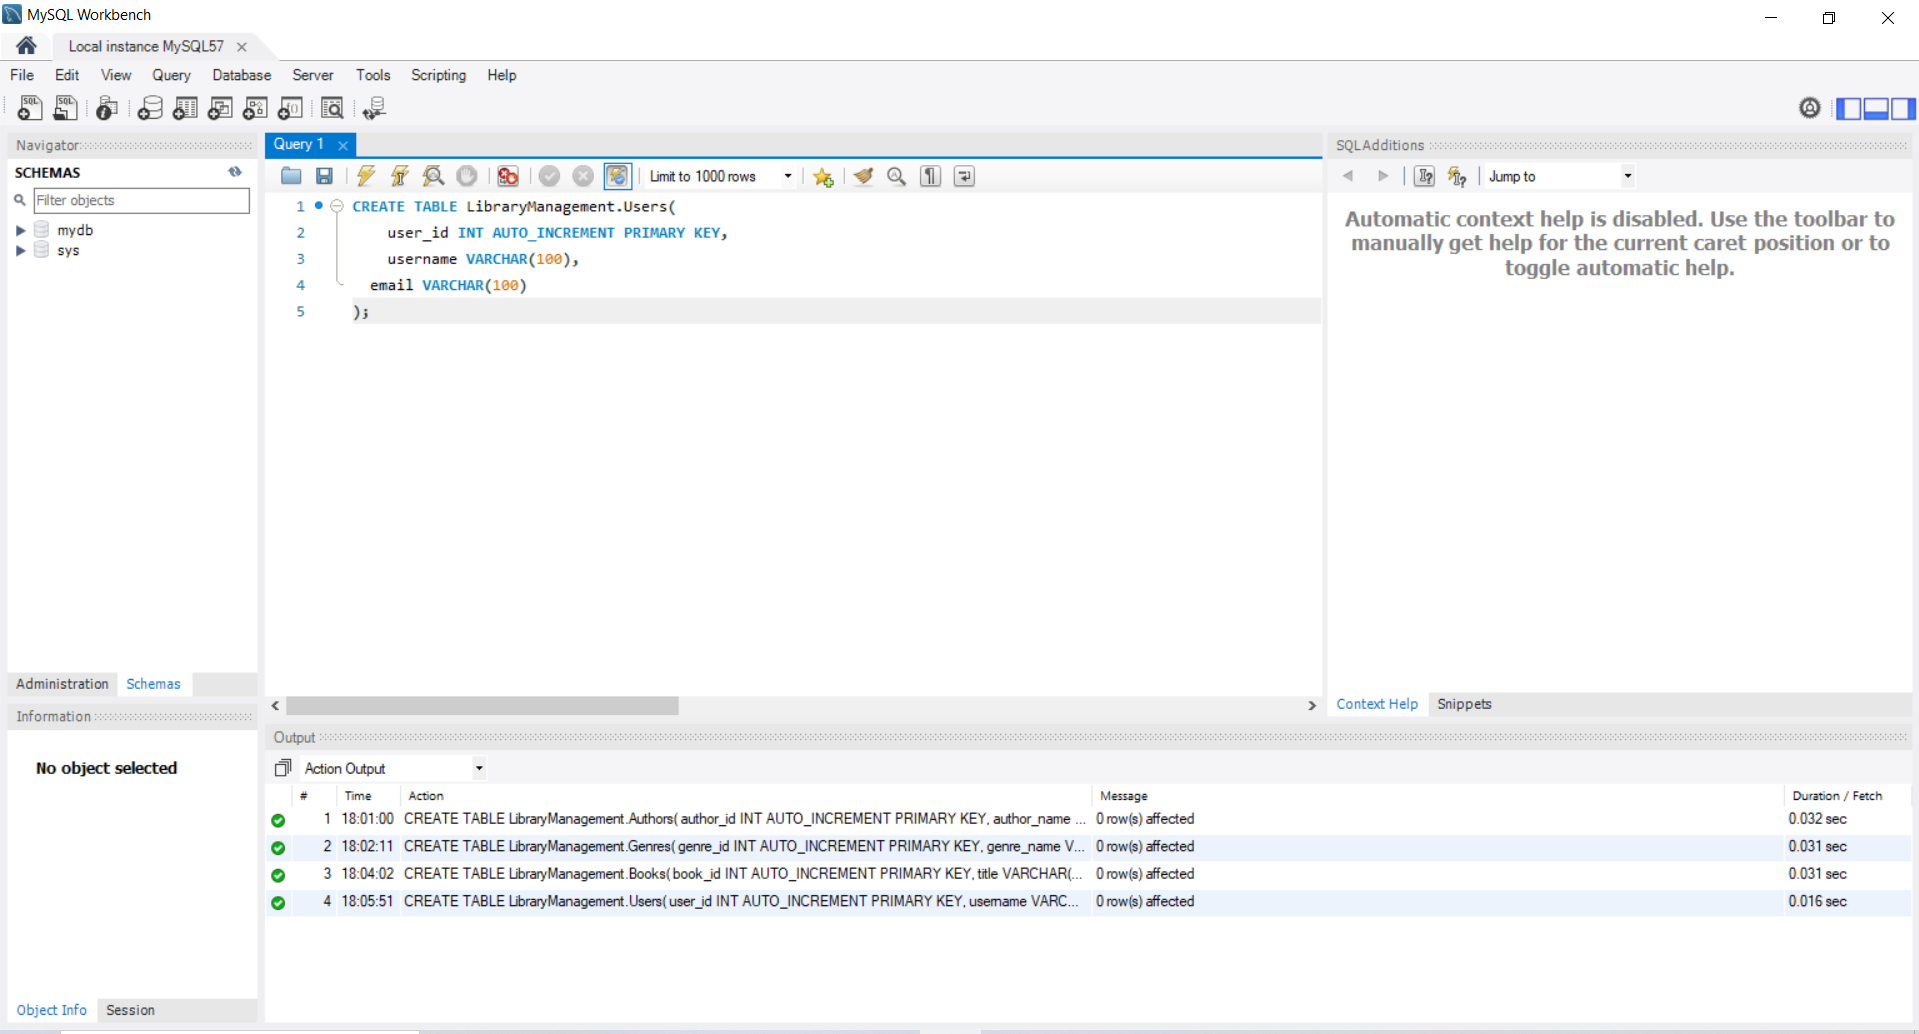 MySQL Workbench
Local instance MySQL57
File Edit View Query Database Server Tools Scripting Help
Navigator
SCHEMAS
Filter objects
mydb
sys
Administration Schemas
Information
No object selected
Object Info Session
Query 1
Limit to 1000 rows
1 CREATE TABLE LibraryManagement.Users(
2 user_id INT AUTO_INCREMENT PRIMARY KEY,
3 username VARCHAR(100),
4 email VARCHAR(100)
5 );
SQLAdditions
Jump to
Automatic context help is disabled. Use the toolbar to
manually get help for the current caret position or to
toggle automatic help.
Context Help Snippets
Output
Action Output
# Time Action Message Duration / Fetch
1 18:01:00 CREATE TABLE LibraryManagement.Authors( author_id INT AUTO_INCREMENT PRIMARY KEY, author_name ... 0 row(s) affected 0.032 sec
2 18:02:11 CREATE TABLE LibraryManagement.Genres( genre_id INT AUTO_INCREMENT PRIMARY KEY, genre_name V... 0 row(s) affected 0.031 sec
3 18:04:02 CREATE TABLE LibraryManagement.Books( book_id INT AUTO_INCREMENT PRIMARY KEY, title VARCHAR(... 0 row(s) affected 0.031 sec
4 18:05:51 CREATE TABLE LibraryManagement.Users( user_id INT AUTO_INCREMENT PRIMARY KEY, username VARC... 0 row(s) affected 0.016 sec